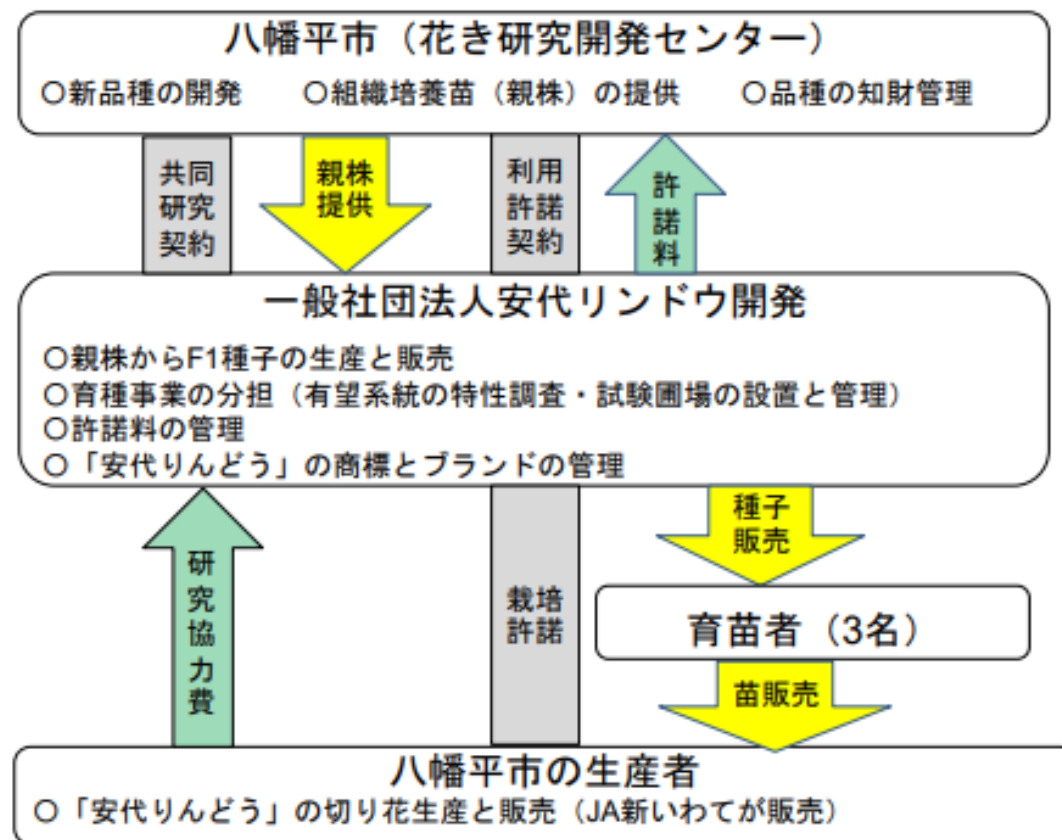 八幡平市（花き研究開発センター）
○新品種の開発　○組織培養苗（親株）の提供　○品種の知財管理
共同
研究
契約
親株
提供
利用
許諾
契約
許諾料
一般社団法人安代リンドウ開発
○親株からF1種子の生産と販売
○育種事業の分担（有望系統の特性調査・試験圃場の設置と管理）
○許諾料の管理
○「安代りんどう」の商標とブランドの管理
研究協力費
栽培
許諾
種子
販売
育苗者（3名）
苗販売
八幡平市の生産者
○「安代りんどう」の切り花生産と販売（JA新いわてが販売）